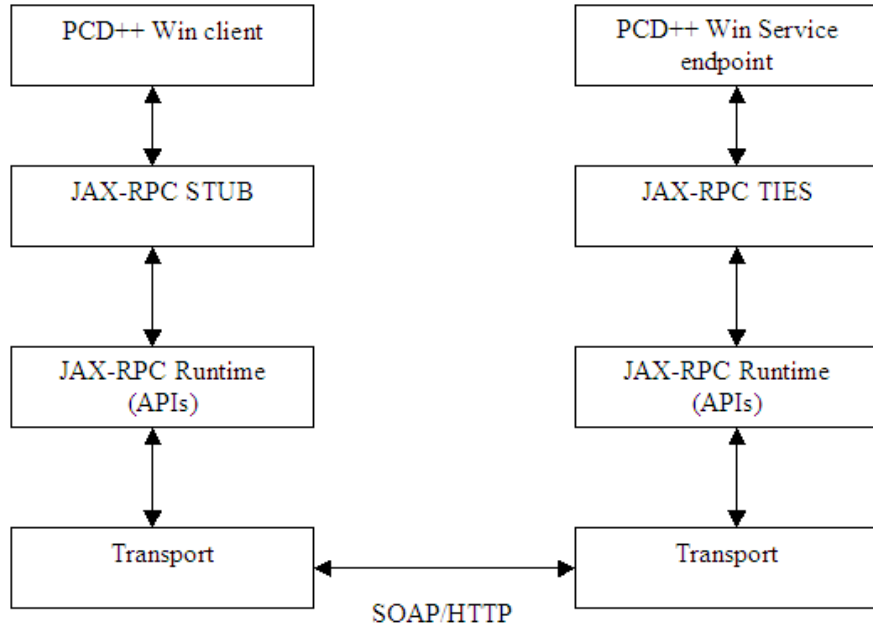 PCD++ Win client
PCD++ Win Service
endpoint
JAX-RPC STUB
JAX-RPC TIES
JAX-RPC Runtime
(APIs)
JAX-RPC Runtime
(APIs)
Transport
Transport
SOAP/HTTP